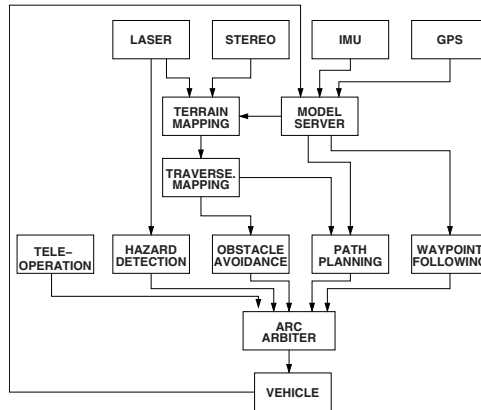 LASER
STEREO
IMU
GPS
TERRAIN
MAPPING
MODEL
SERVER
TRAVERSE.
MAPPING
TELE–
OPERATION
HAZARD
DETECTION
OBSTACLE
AVOIDANCE
PATH
PLANNING
WAYPOINT
FOLLOWING
ARC
ARBITER
VEHICLE